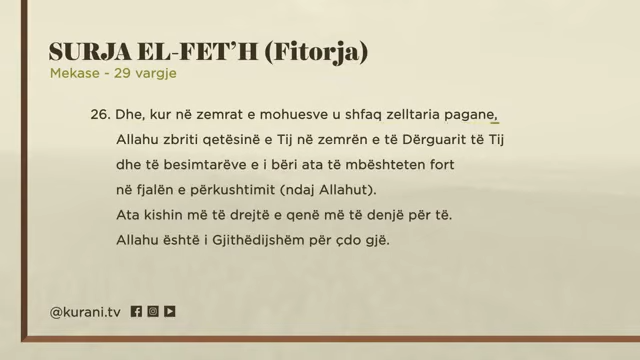 SURJA EL-FET’H (Fitorja)
Mekase - 29 vargje
26. Dhe, kur në zemrat e mohuesve u shfaq zelltaria pagane,
Allahu zbriti qetësinë e Tij në zemrën e të Dërguarit të Tij
dhe të besimtarëve e i bëri ata të mbështeten fort
në fjalën e përkushtimit (ndaj Allahut).
Ata kishin më të drejtë e qenë më të denjë për të.
Allahu është i Gjithëdijshëm për çdo gjë.
@kurani.tv